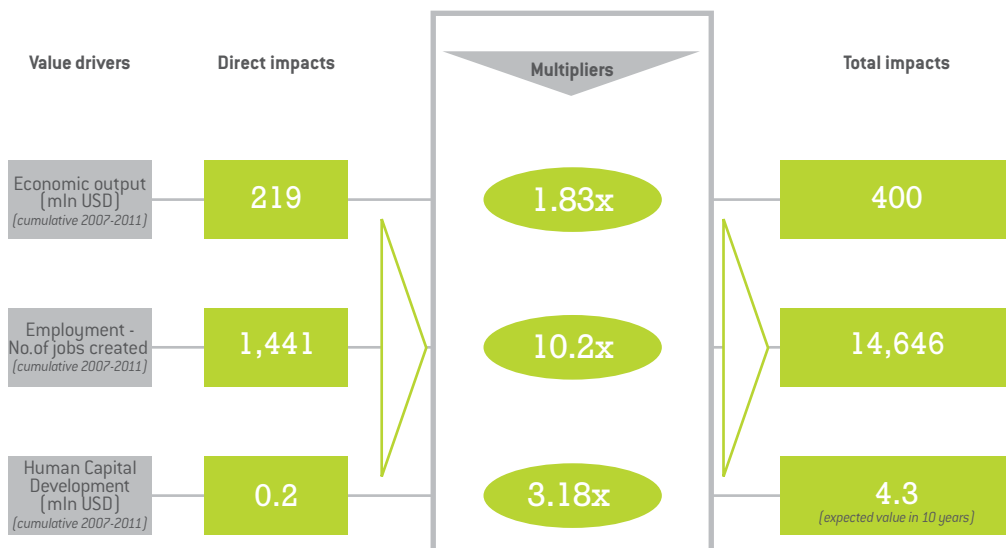 Value drivers
Direct impacts
Multipliers
Total impacts
Economic output
(mln USD)
(cumulative 2007-2011)
219
1.83x
400
Employment -
No.of jobs created
(cumulative 2007-2011)
1,441
10.2x
14,646
Human Capital
Development
(mln USD)
(cumulative 2007-2011)
0.2
3.18x
4.3
(expected value in 10 years)